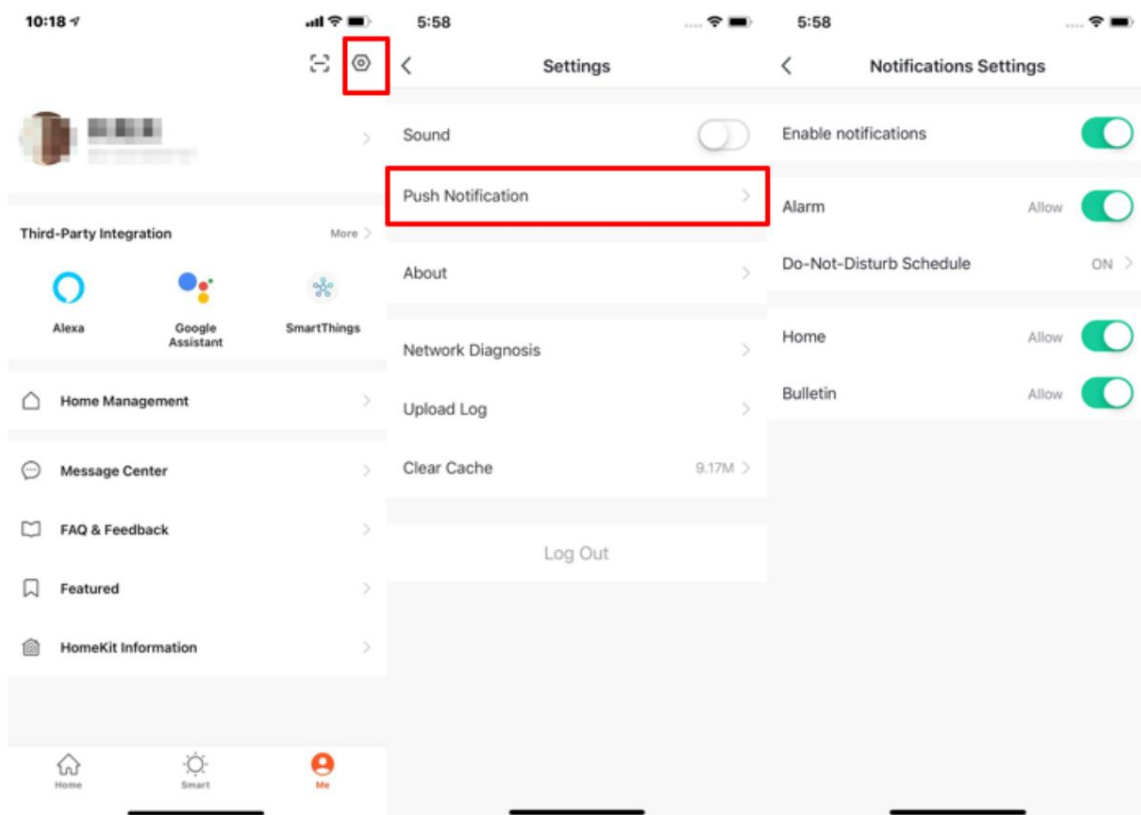 10:18
Third-Party Integration More
Alexa
Google
Assistant
SmartThings
Home Management
Message Center
FAQ & Feedback
Featured
HomeKit Information
Home Smart Me
5:58
Settings
Sound
Push Notification
About
Network Diagnosis
Upload Log
Clear Cache 9.17M
Log Out
5:58
Notifications Settings
Enable notifications
Alarm Allow
Do-Not-Disturb Schedule ON
Home Allow
Bulletin Allow